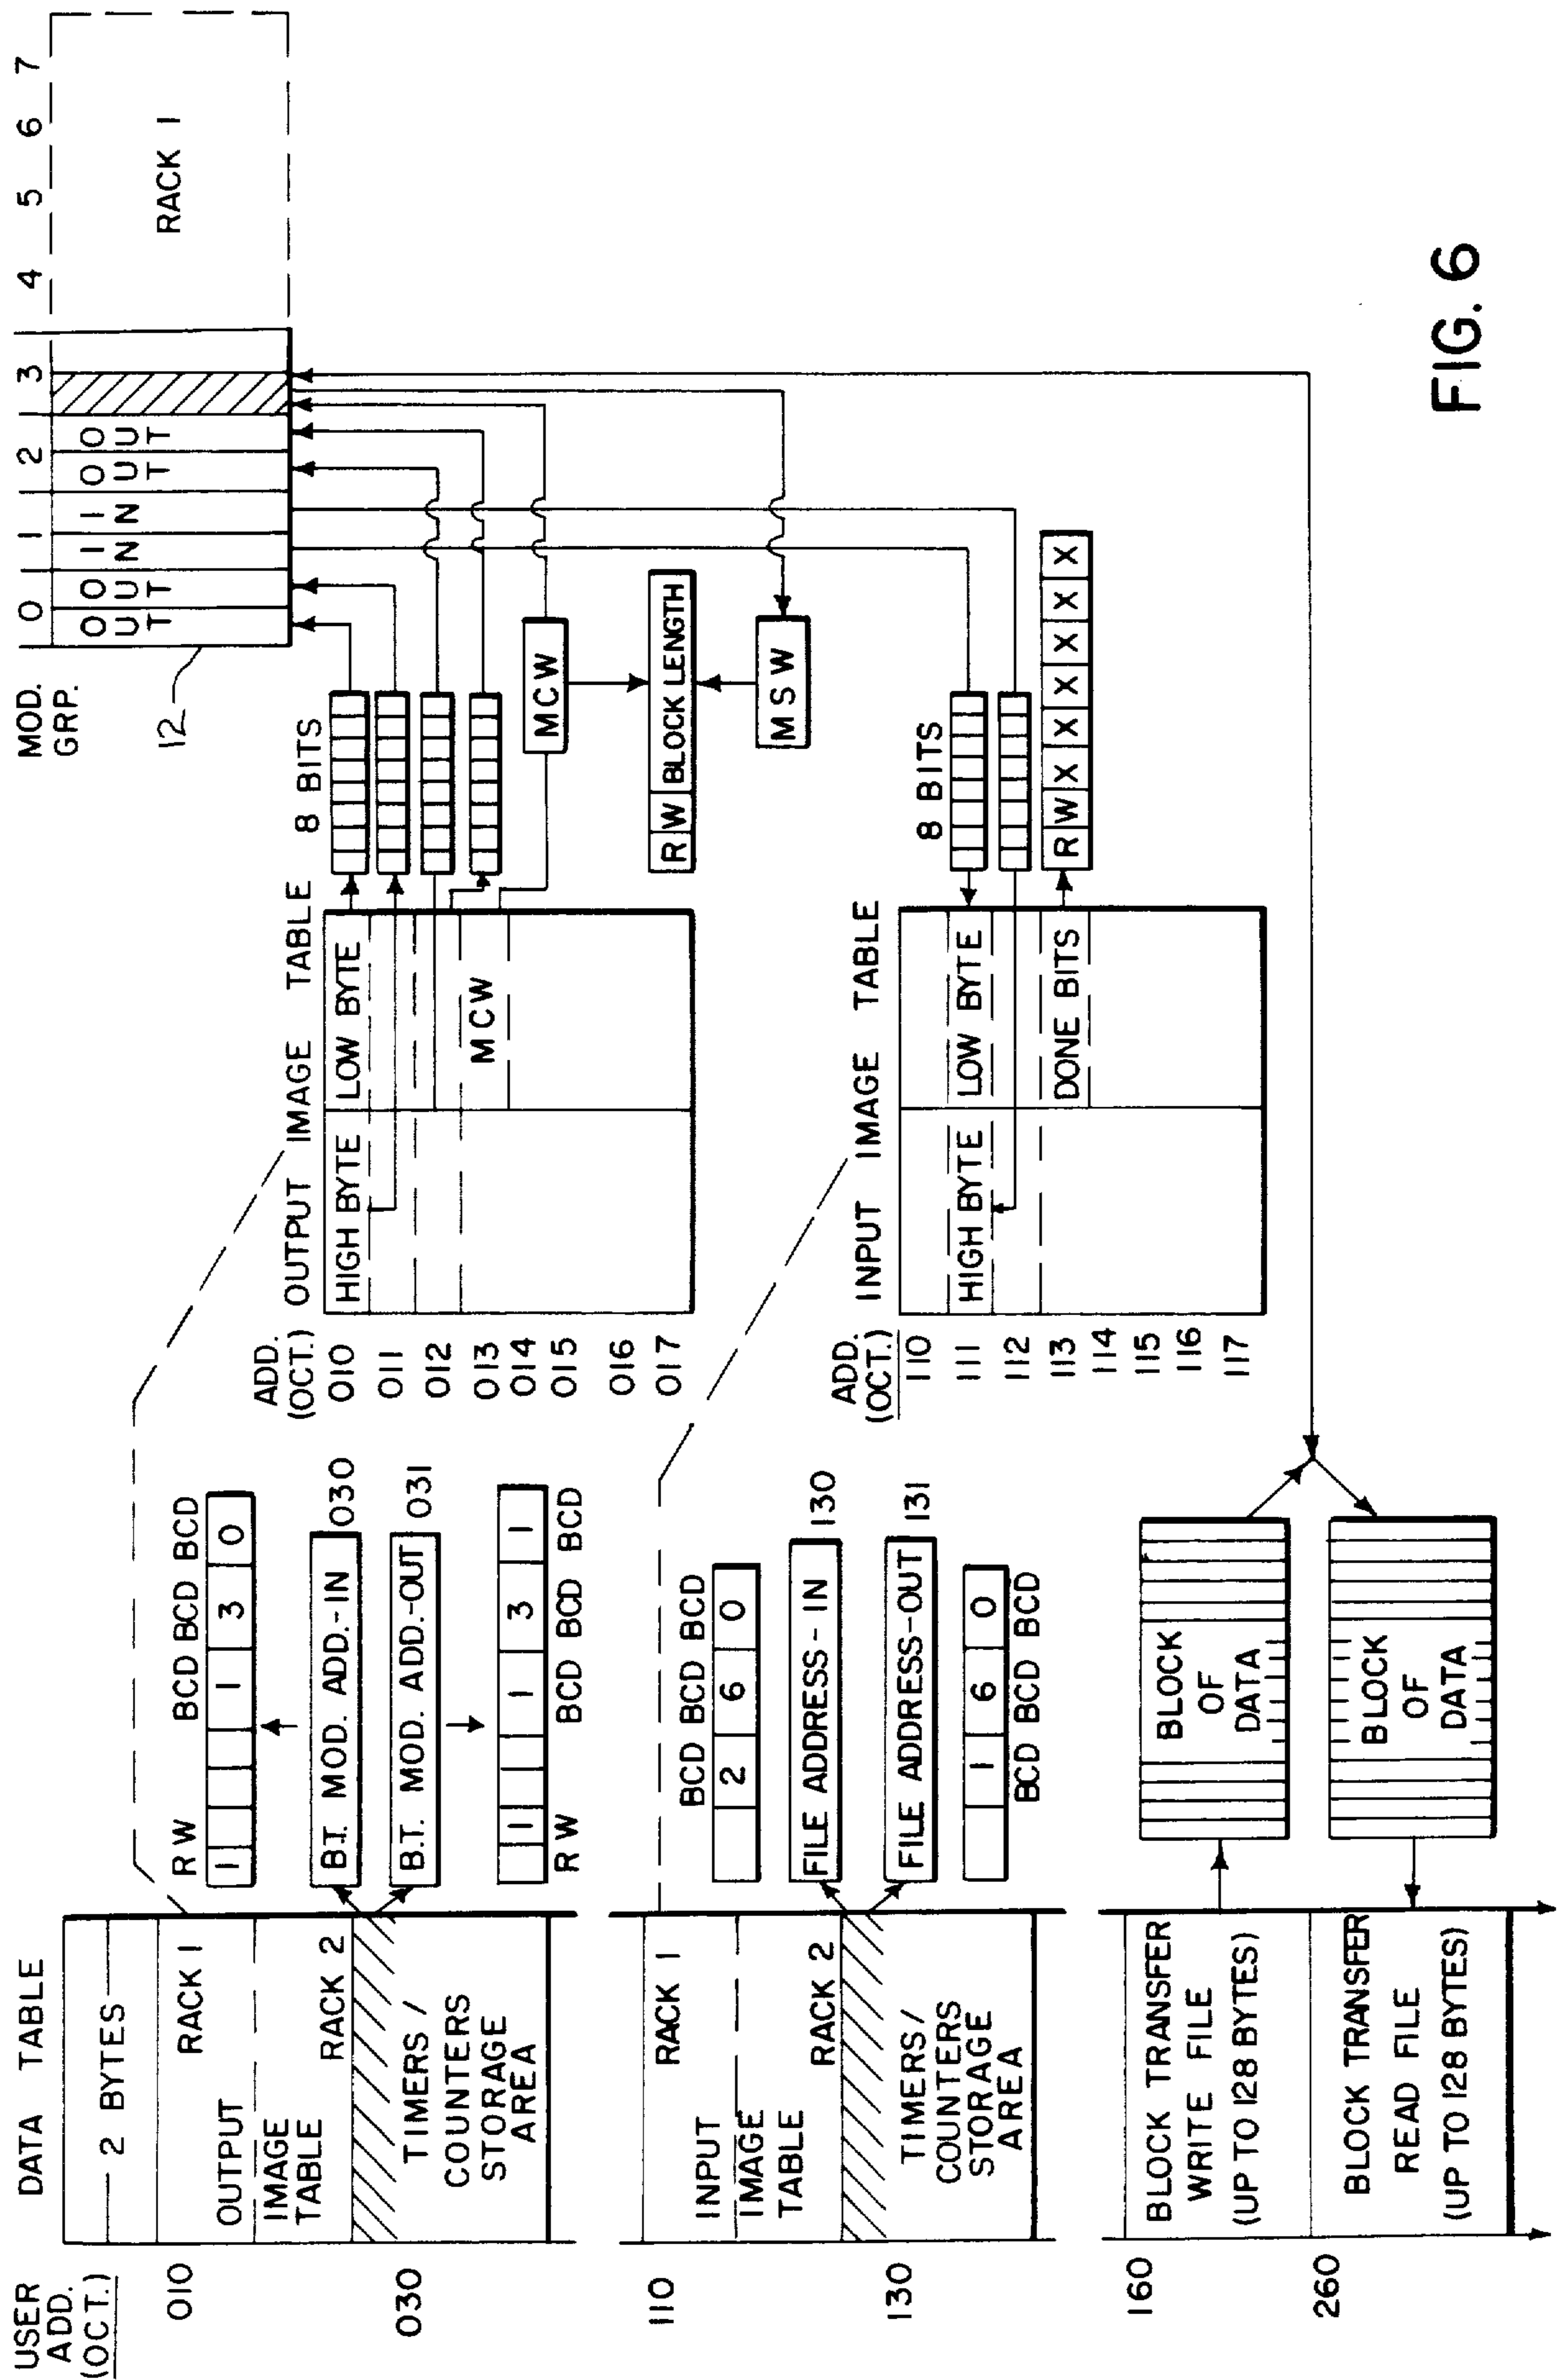 USER
ADD.
(OCT.)
DATA TABLE
2 BYTES
010
RACK 1
OUTPUT
IMAGE
TABLE
RACK 2
030
TIMERS /
COUNTERS
STORAGE
AREA
110
RACK 1
INPUT
IMAGE
TABLE
RACK 2
130
TIMERS/
COUNTERS
STORAGE
AREA
160
BLOCK TRANSFER
WRITE FILE
(UP TO 128 BYTES)
260
BLOCK TRANSFER
READ FILE
(UP TO 128 BYTES)
R W BCD BCD BCD
1 1 3 0
B.T. MOD. ADD.-IN 030
B.T. MOD. ADD.-OUT 031
1 1 3 1
R W BCD BCD BCD
BCD BCD BCD
2 6 0
FILE ADDRESS-IN 130
FILE ADDRESS-OUT 131
1 6 0
BCD BCD BCD
BLOCK
OF
DATA
BLOCK
OF
DATA
OUTPUT IMAGE TABLE
ADD.
(OCT.)
010 HIGH BYTE LOW BYTE
011
012
013 MCW
014
015
016
017
8 BITS
MCW
R W BLOCK LENGTH
MSW
INPUT IMAGE TABLE
ADD.
(OCT.)
110
111 HIGH BYTE LOW BYTE
112
113 DONE BITS
114
115
116
117
8 BITS
R W X X X X X X
MOD.
GRP.
0 1 2 3 4 5 6 7
12
OUT OUT IN IN OUT OUT
RACK 1
FIG. 6